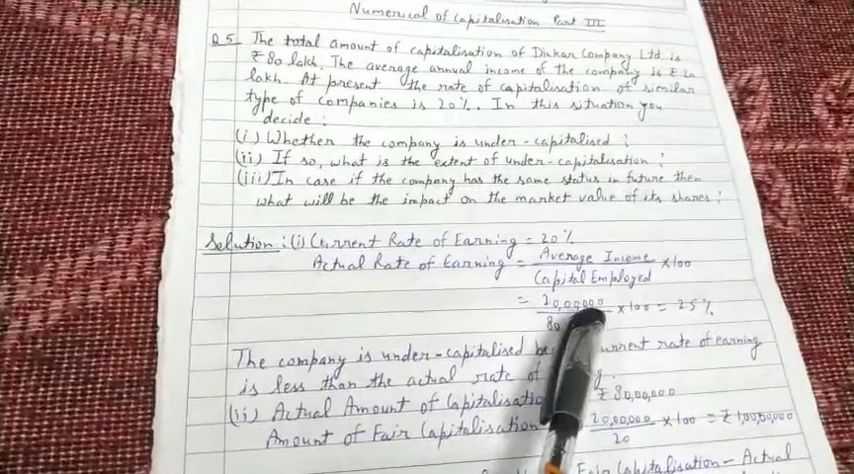 Numerical of Capitalisation Part III
Q5 The total amount of capitalisation of Dinkar Company Ltd. is
₹80 lakh. The average annual income of the company is ₹20
lakh. At present the rate of capitalisation of similar
type of companies is 20%. In this situation you
decide:
(i) Whether the company is under-capitalised ?
(ii) If so, what is the extent of under-capitalisation ?
(iii) In case if the company has the same status in future then
what will be the impact on the market value of its shares ?
Solution : (i) Current Rate of Earning = 20%
Actual Rate of Earning = Average Income x100
Capital Employed
= 20,00,000 x100 = 25%
80
The company is under-capitalised be urrent rate of earning
is less than the actual rate of g.
(ii) Actual Amount of Capitalisatio ₹80,00,000
Amount of Fair Capitalisation 20,00,000 x100 = ₹1,00,00,000
20
Fair Capitalisation - Actual